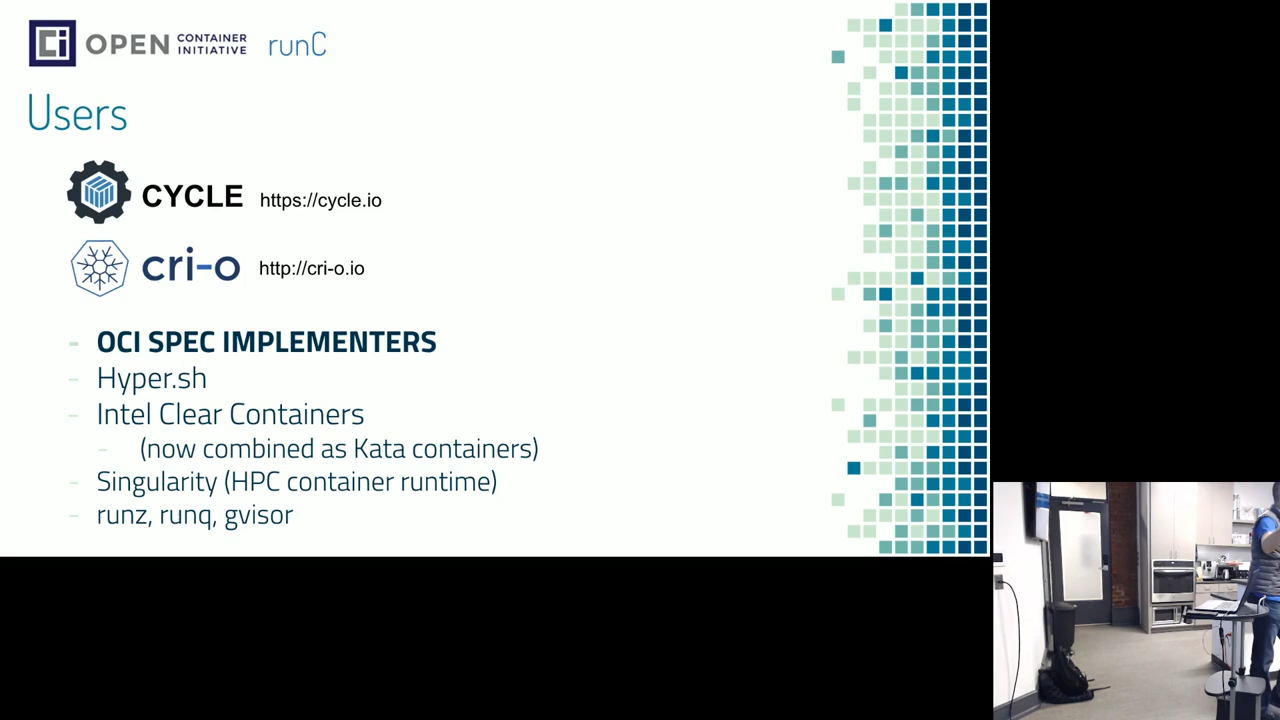 Ci OPEN CONTAINER INITIATIVE runC
Users
CYCLE https://cycle.io
cri-o http://cri-o.io
- OCI SPEC IMPLEMENTERS
- Hyper.sh
- Intel Clear Containers
- (now combined as Kata containers)
- Singularity (HPC container runtime)
- runz, runq, gvisor